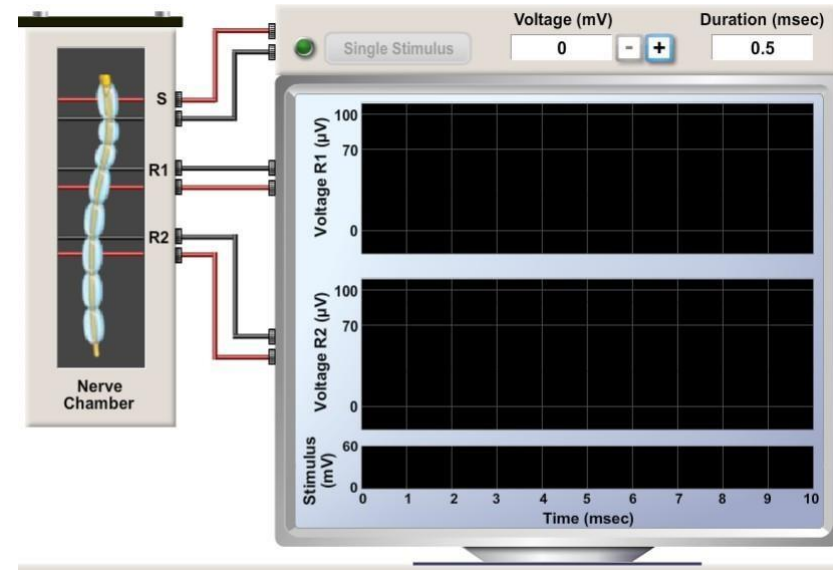 Voltage (mV)
Duration (msec)
Single Stimulus
0
-
+
0.5
S
R1
R2
Nerve
Chamber
Voltage R1 (µV)
100
70
0
Voltage R2 (µV)
100
70
0
Stimulus
(mV)
60
0
0 1 2 3 4 5 6 7 8 9 10
Time (msec)